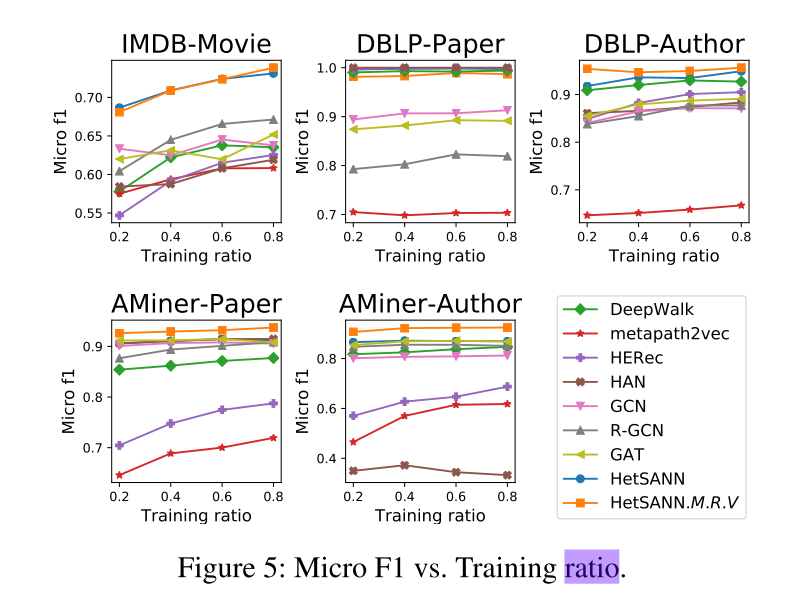 IMDB-Movie
Micro f1
0.70
0.65
0.60
0.55
0.2 0.4 0.6 0.8
Training ratio
DBLP-Paper
Micro f1
1.0
0.9
0.8
0.7
0.2 0.4 0.6 0.8
Training ratio
DBLP-Author
Micro f1
0.9
0.8
0.7
0.2 0.4 0.6 0.8
Training ratio
AMiner-Paper
Micro f1
0.9
0.8
0.7
0.2 0.4 0.6 0.8
Training ratio
AMiner-Author
Micro f1
0.8
0.6
0.4
0.2 0.4 0.6 0.8
Training ratio
DeepWalk
metapath2vec
HERec
HAN
GCN
R-GCN
GAT
HetSANN
HetSANN.M.R.V
Figure 5: Micro F1 vs. Training ratio.